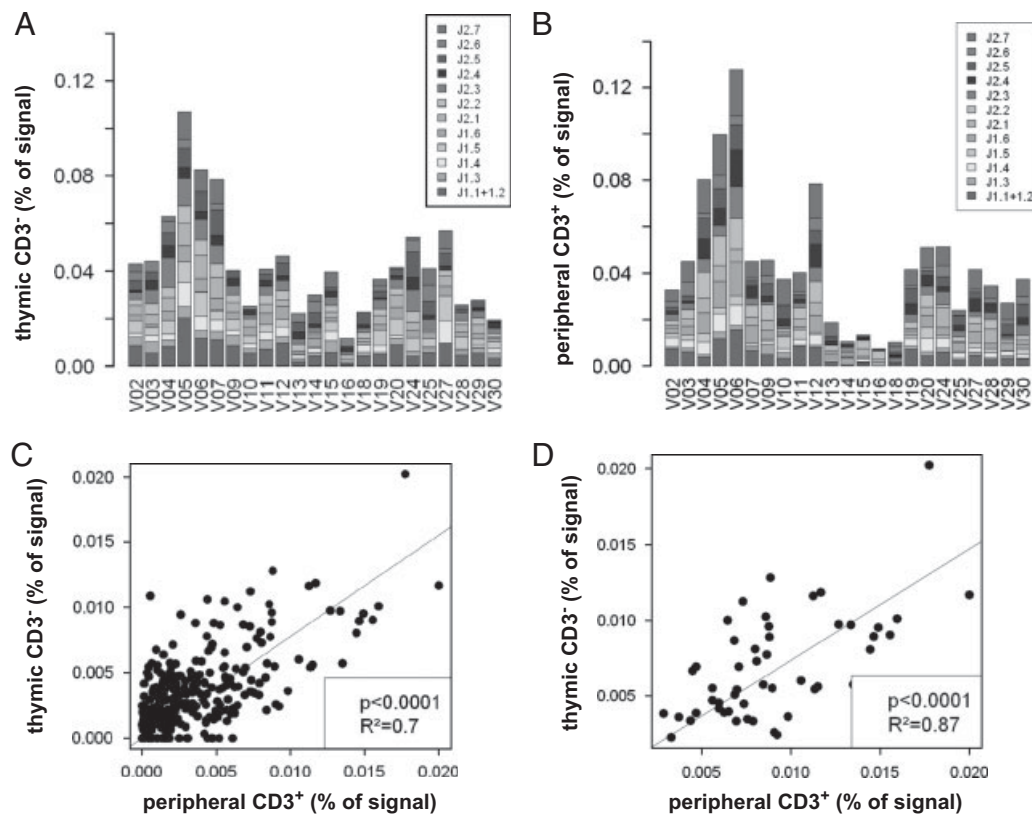 A
thymic CD3- (% of signal)
0.12
0.08
0.04
0.00
J2.7
J2.6
J2.5
J2.4
J2.3
J2.2
J2.1
J1.6
J1.5
J1.4
J1.3
J1.1+1.2
V02
V03
V04
V05
V06
V07
V09
V10
V11
V12
V13
V14
V15
V16
V18
V19
V20
V24
V25
V27
V28
V29
V30
B
peripheral CD3+ (% of signal)
0.12
0.08
0.04
0.00
J2.7
J2.6
J2.5
J2.4
J2.3
J2.2
J2.1
J1.6
J1.5
J1.4
J1.3
J1.1+1.2
V02
V03
V04
V05
V06
V07
V09
V10
V11
V12
V13
V14
V15
V16
V18
V19
V20
V24
V25
V27
V28
V29
V30
C
thymic CD3- (% of signal)
0.020
0.015
0.010
0.005
0.000
p<0.0001
R²=0.7
0.000 0.005 0.010 0.015 0.020
peripheral CD3+ (% of signal)
D
thymic CD3- (% of signal)
0.020
0.015
0.010
0.005
p<0.0001
R²=0.87
0.005 0.010 0.015 0.020
peripheral CD3+ (% of signal)